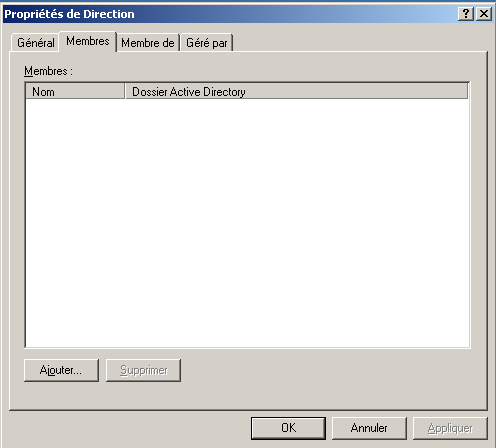 Propriétés de Direction
Général Membres Membre de Géré par
Membres :
Nom Dossier Active Directory
Ajouter... Supprimer
OK Annuler Appliquer